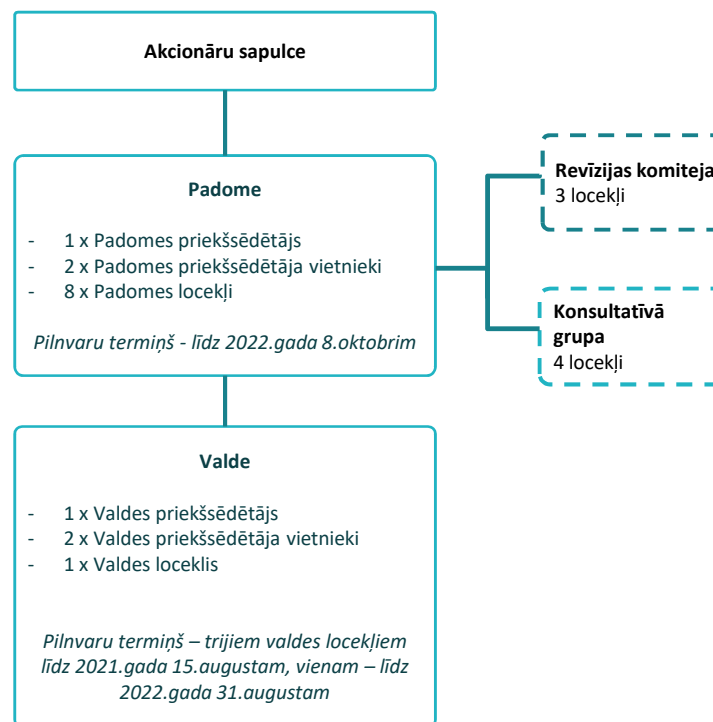 Akcionāru sapulce
Padome
- 1 x Padomes priekšsēdētājs
- 2 x Padomes priekšsēdētāja vietnieki
- 8 x Padomes locekļi
Pilnvaru termiņš - līdz 2022.gada 8.oktobrim
Revīzijas komiteja
3 locekļi
Konsultatīvā
grupa
4 locekļi
Valde
- 1 x Valdes priekšsēdētājs
- 2 x Valdes priekšsēdētāja vietnieki
- 1 x Valdes loceklis
Pilnvaru termiņš – trijiem valdes locekļiem
līdz 2021.gada 15.augustam, vienam – līdz
2022.gada 31.augustam